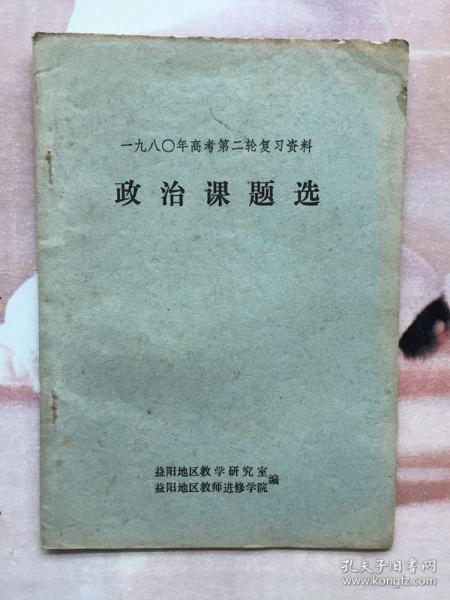 一九八〇年高考第二轮复习资料
政治课题选
益阳地区教学研究室
益阳地区教师进修学院
编
孔夫子旧书网
www.kongfz.com